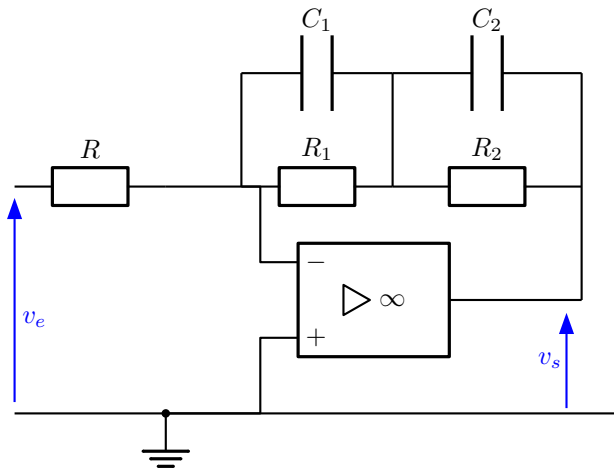 C₁ C₂
R R₁ R₂
−
▷ ∞
+
vₑ
vₛ